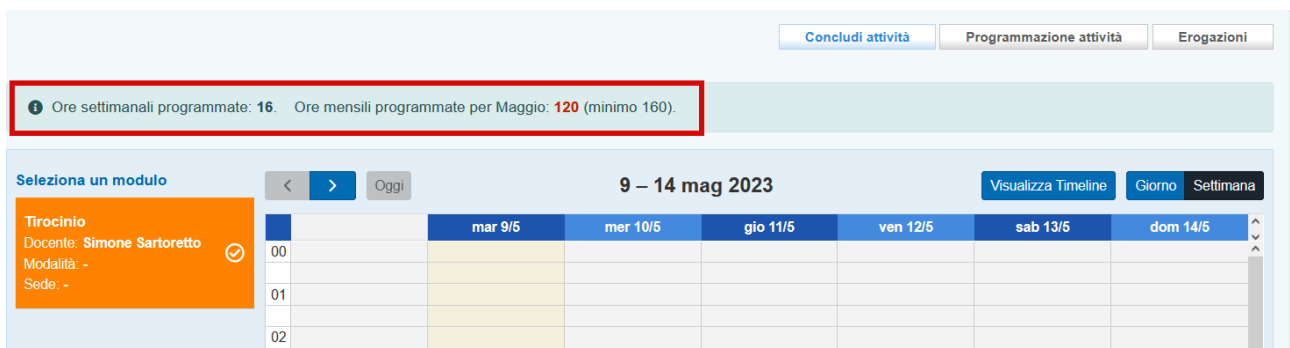 Concludi attività Programmazione attività Erogazioni
Ore settimanali programmate: 16. Ore mensili programmate per Maggio: 120 (minimo 160).
Seleziona un modulo
Oggi
9 – 14 mag 2023
Visualizza Timeline
Giorno Settimana
Tirocinio
Docente: Simone Sartoretto
Modalità: -
Sede: -
mar 9/5 mer 10/5 gio 11/5 ven 12/5 sab 13/5 dom 14/5
00
01
02